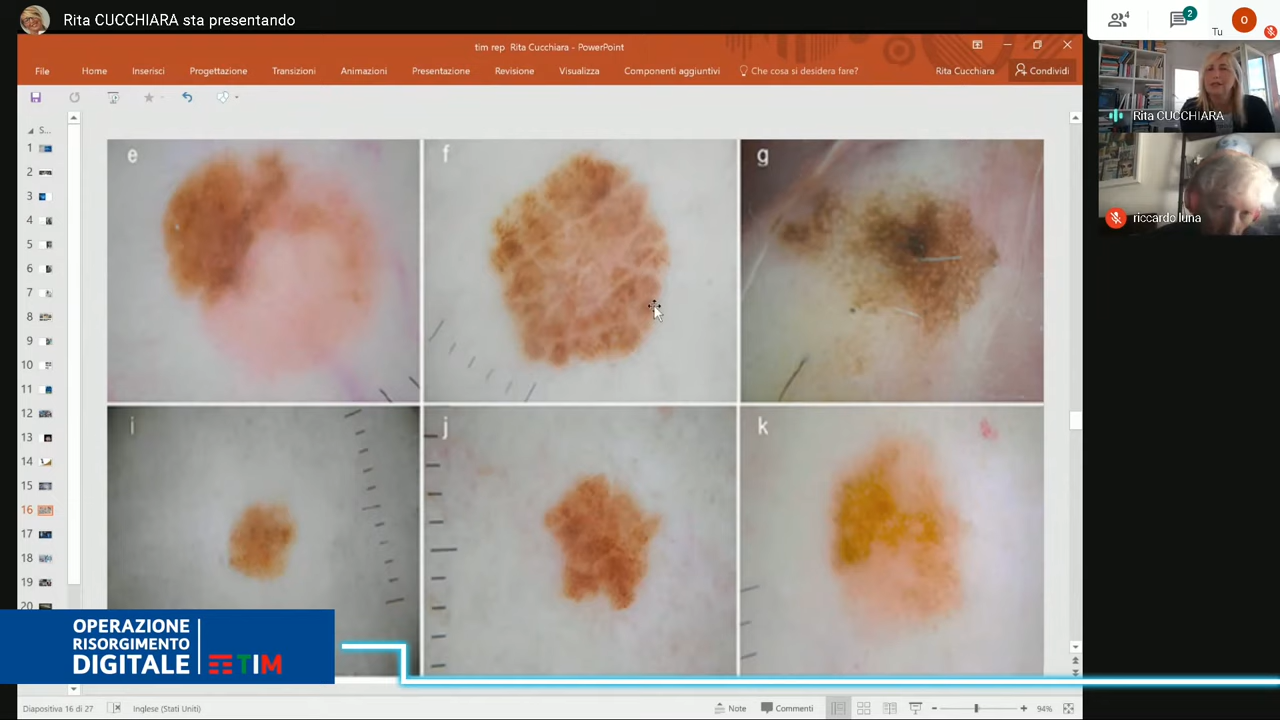 Rita CUCCHIARA sta presentando
4
2
Tu
O
tim rep Rita Cucchiara - PowerPoint
File Home Inserisci Progettazione Transizioni Animazioni Presentazione Revisione Visualizza Componenti aggiuntivi Che cosa si desidera fare? Rita Cucchiara Condividi
Rita CUCCHIARA
riccardo luna
S...
1
2
3
4
5
6
7
8
9
10
11
12
13
14
15
16
17
18
19
20
e
f
g
i
j
k
OPERAZIONE
RISORGIMENTO
DIGITALE
TIM
Diapositiva 16 di 27 Inglese (Stati Uniti) Note Commenti 94%